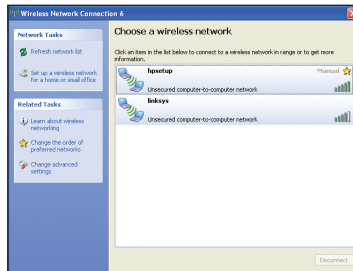 Wireless Network Connection 6
Network Tasks
Refresh network list
Set up a wireless network
for a home or small office
Related Tasks
Learn about wireless
networking
Change the order of
preferred networks
Change advanced
settings
Choose a wireless network
Click an item in the list below to connect to a wireless network in range or to get more
information.
hpsetup
Manual
Unsecured computer-to-computer network
linksys
Unsecured computer-to-computer network
Disconnect